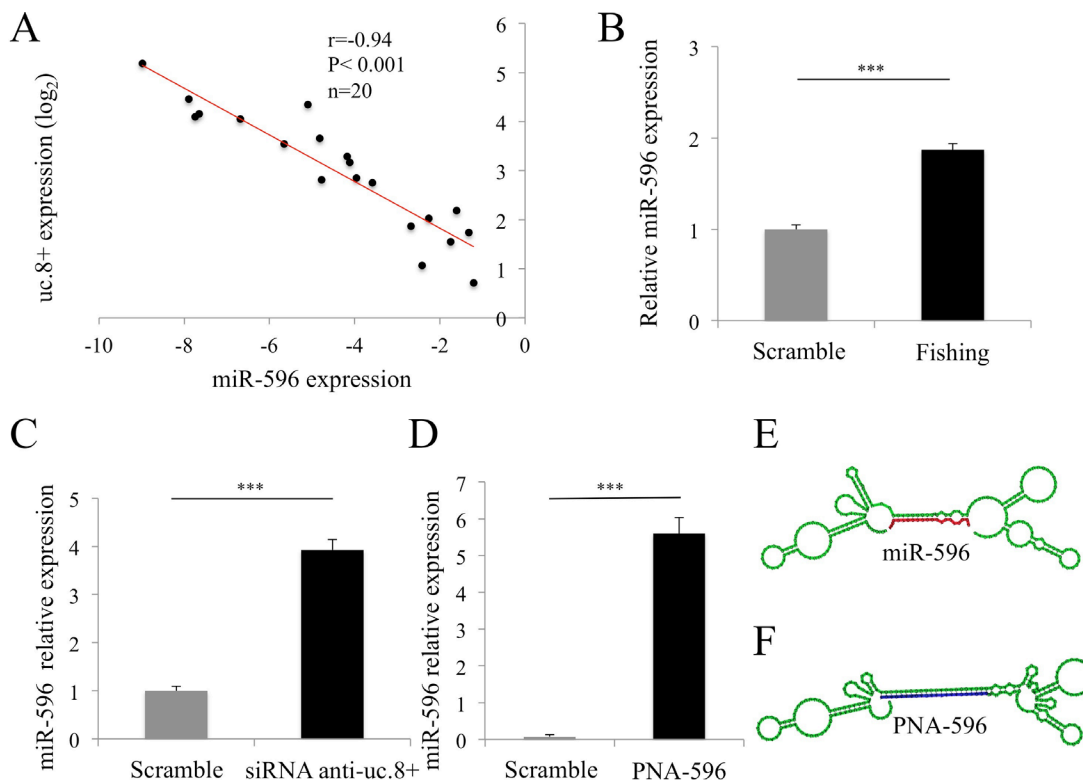 A
r=-0.94
P< 0.001
n=20
uc.8+ expression (log2)
6
5
4
3
2
1
0
-10 -8 -6 -4 -2 0
miR-596 expression
B
***
Relative miR-596 expression
3
2
1
0
Scramble Fishing
C
***
miR-596 relative expression
5
4
3
2
1
0
Scramble siRNA anti-uc.8+
D
***
miR-596 relative expression
7
6
5
4
3
2
1
0
Scramble PNA-596
E
miR-596
F
PNA-596